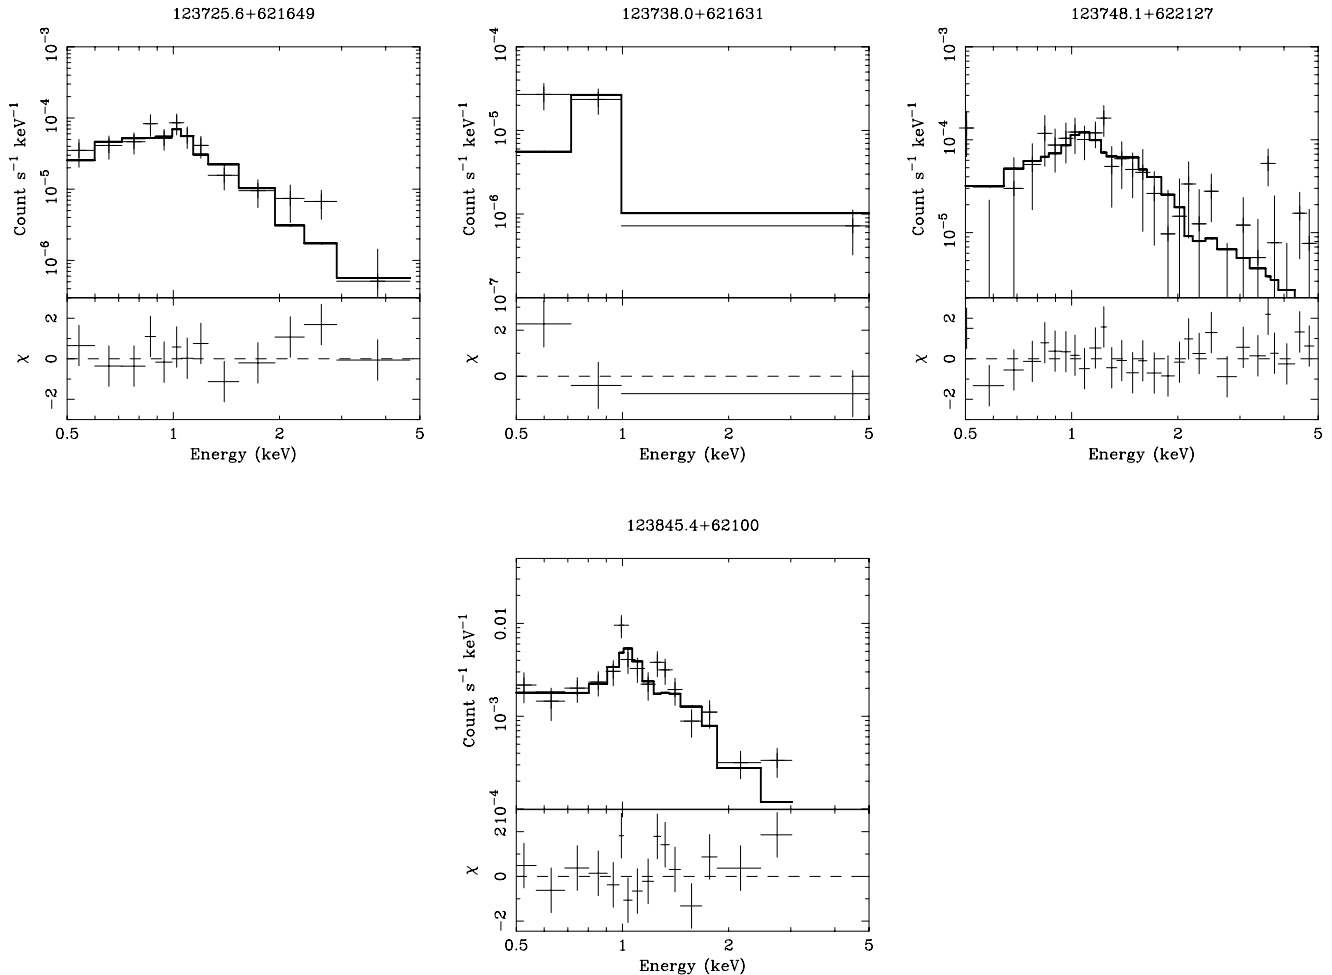 123725.6+621649
Count s⁻¹ keV⁻¹
10⁻³
10⁻⁴
10⁻⁵
10⁻⁶
χ
2
0
−2
0.5 1 2 5
Energy (keV)
123738.0+621631
Count s⁻¹ keV⁻¹
10⁻⁴
10⁻⁵
10⁻⁶
10⁻⁷
χ
2
0
0.5 1 2 5
Energy (keV)
123748.1+622127
Count s⁻¹ keV⁻¹
10⁻³
10⁻⁴
10⁻⁵
χ
2
0
−2
0.5 1 2 5
Energy (keV)
123845.4+62100
Count s⁻¹ keV⁻¹
0.01
10⁻³
10⁻⁴
χ
2
0
−2
0.5 1 2 5
Energy (keV)